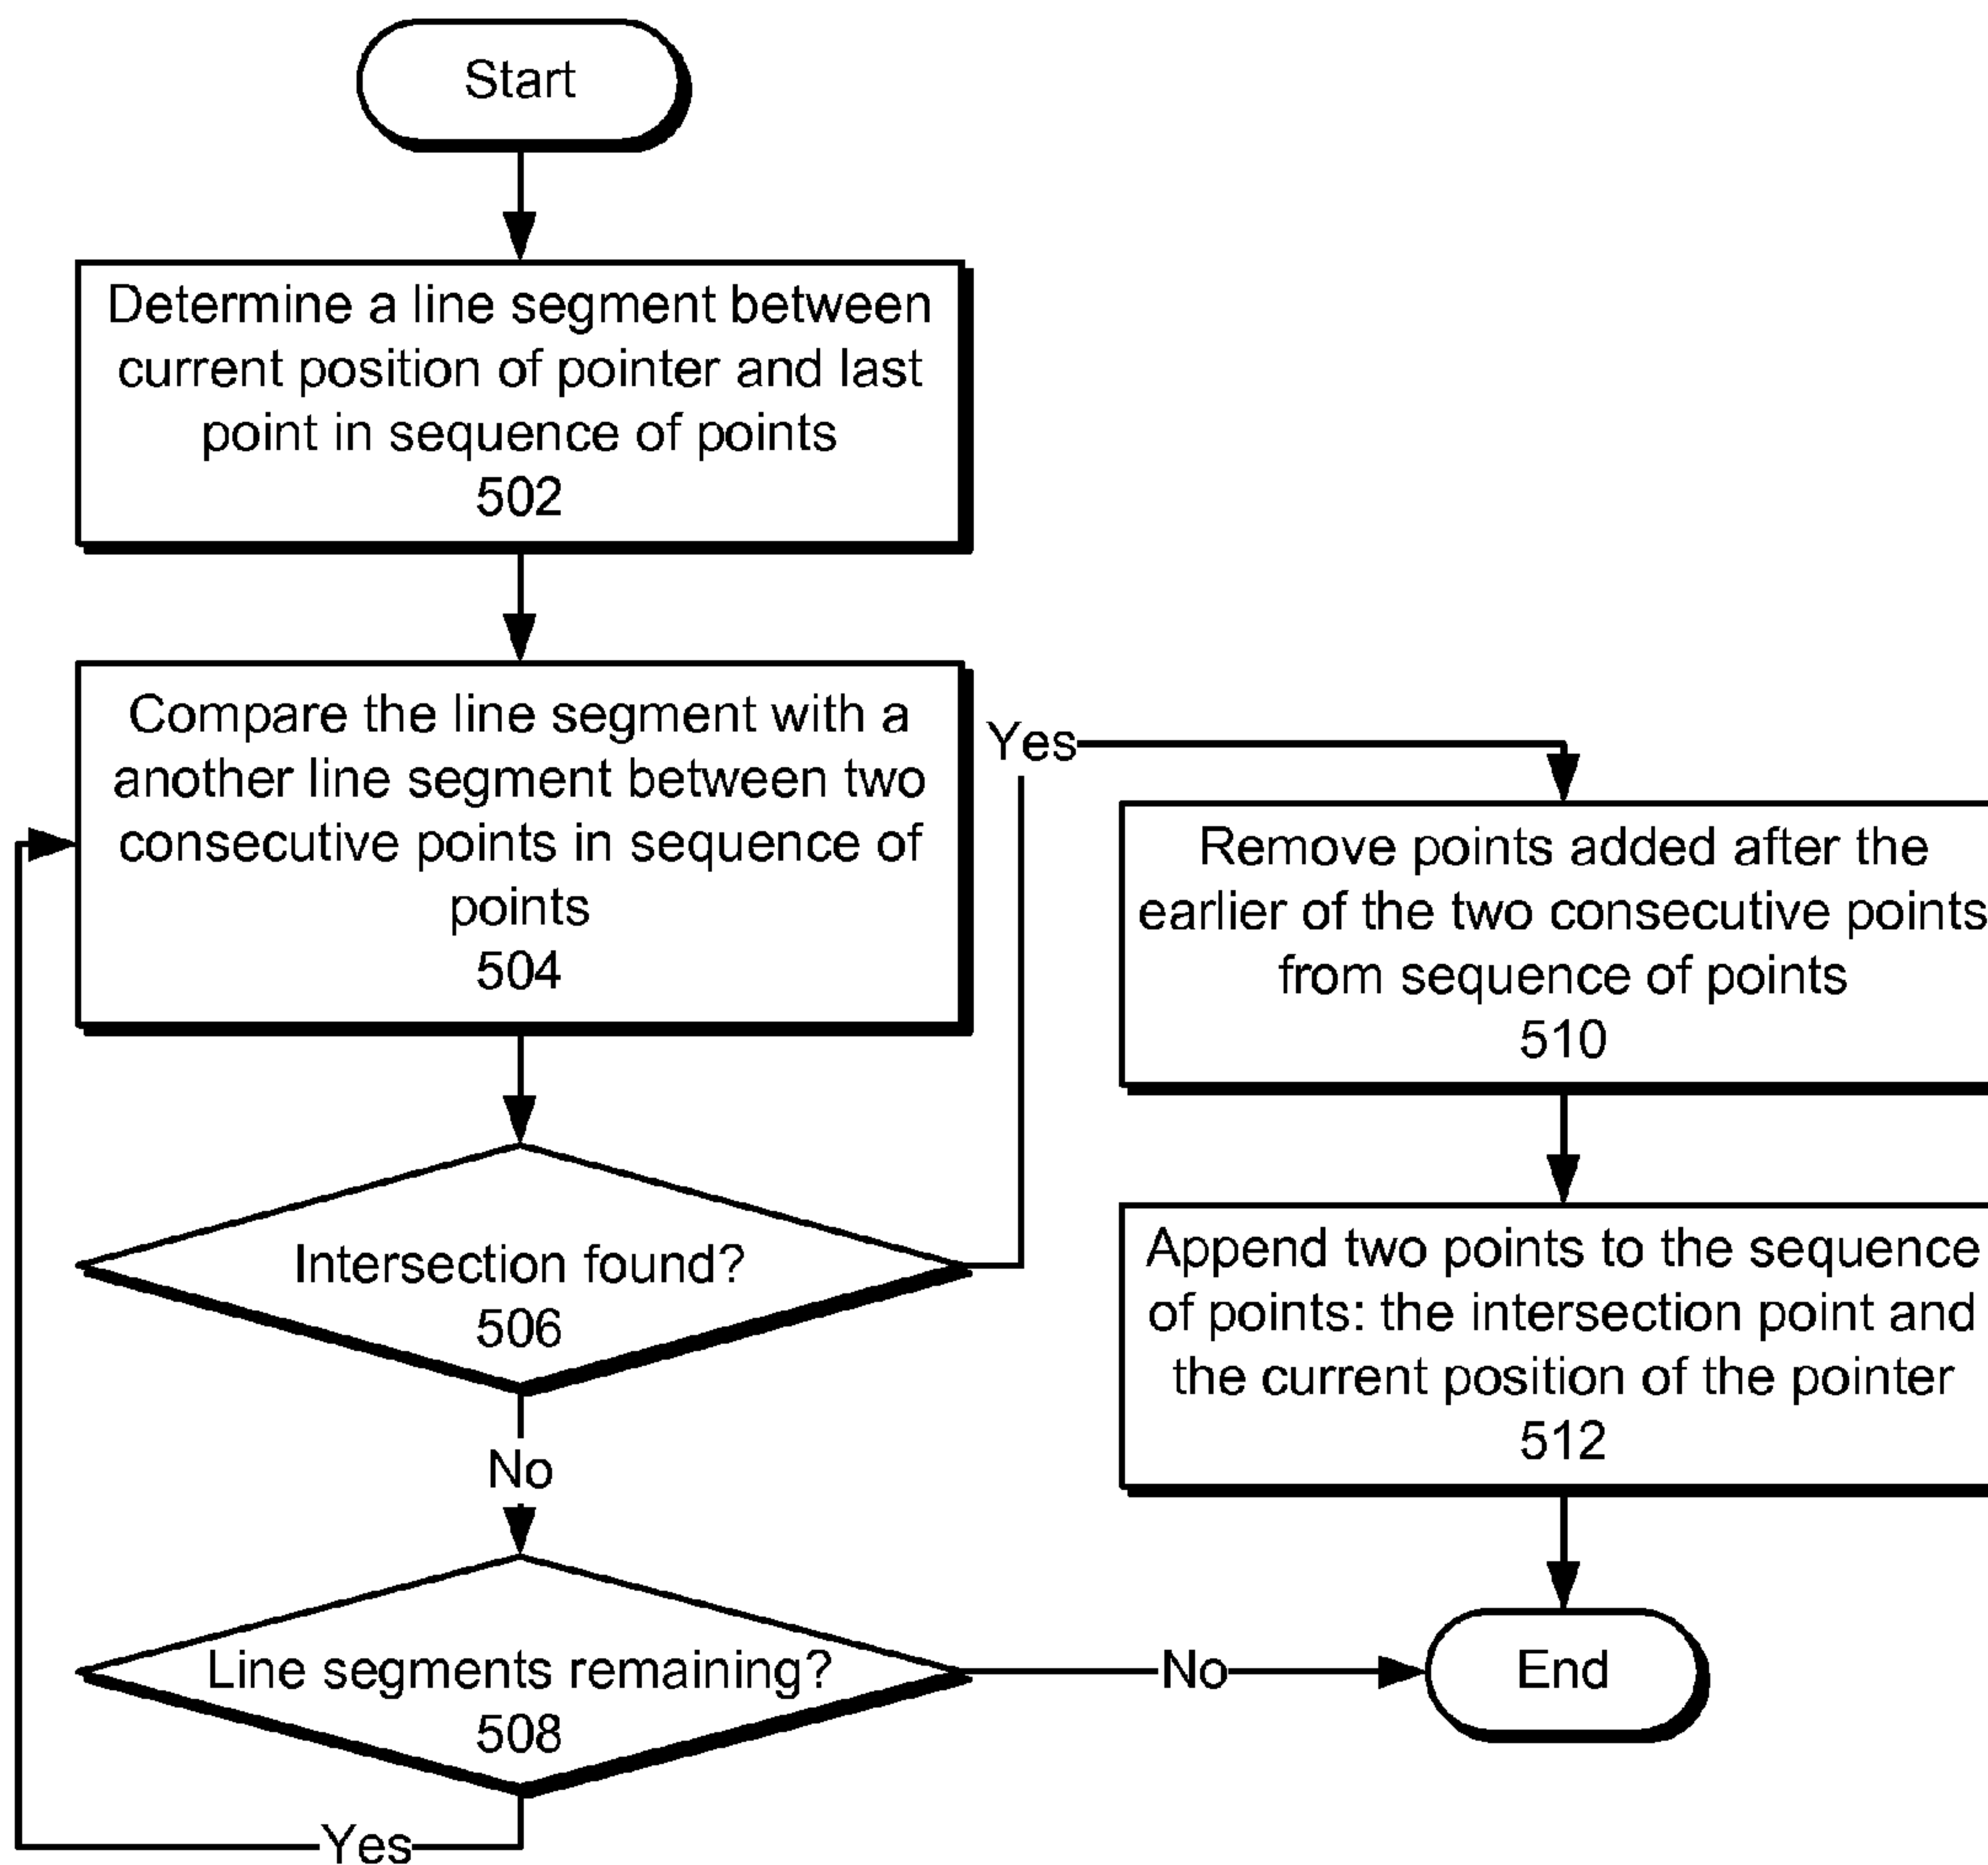 Start
Determine a line segment between
current position of pointer and last
point in sequence of points
502
Compare the line segment with a
another line segment between two
consecutive points in sequence of
points
504
Yes
Remove points added after the
earlier of the two consecutive points
from sequence of points
510
Intersection found?
506
Append two points to the sequence
of points: the intersection point and
the current position of the pointer
512
No
Line segments remaining?
508
No
End
Yes